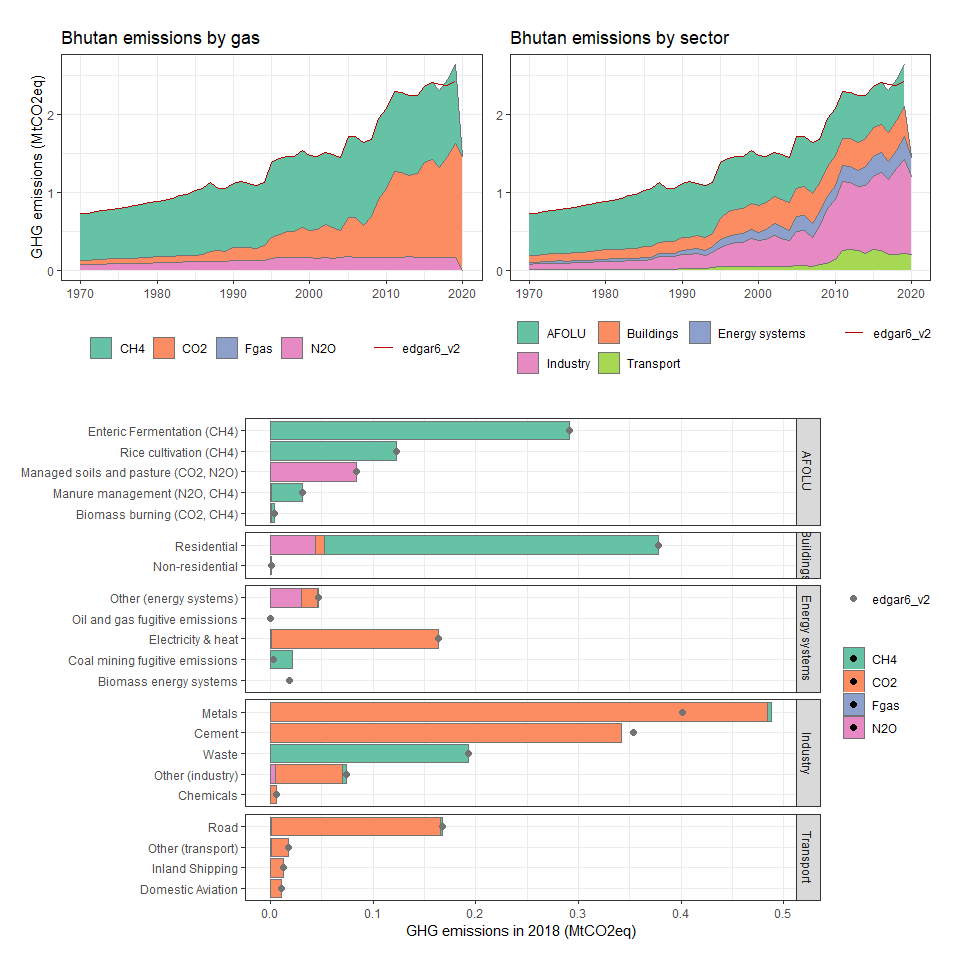 Bhutan emissions by gas
GHG emissions (MtCO2eq)
2
1
0
1970 1980 1990 2000 2010 2020
CH4 CO2 Fgas N2O edgar6_v2
Bhutan emissions by sector
2
1
0
1970 1980 1990 2000 2010 2020
AFOLU Buildings Energy systems edgar6_v2
Industry Transport
Enteric Fermentation (CH4)
Rice cultivation (CH4)
Managed soils and pasture (CO2, N2O)
Manure management (N2O, CH4)
Biomass burning (CO2, CH4)
AFOLU
Residential
Non-residential
Buildings
Other (energy systems)
Oil and gas fugitive emissions
Electricity & heat
Coal mining fugitive emissions
Biomass energy systems
Energy systems
Metals
Cement
Waste
Other (industry)
Chemicals
Industry
Road
Other (transport)
Inland Shipping
Domestic Aviation
Transport
0.0 0.1 0.2 0.3 0.4 0.5
GHG emissions in 2018 (MtCO2eq)
edgar6_v2
CH4
CO2
Fgas
N2O